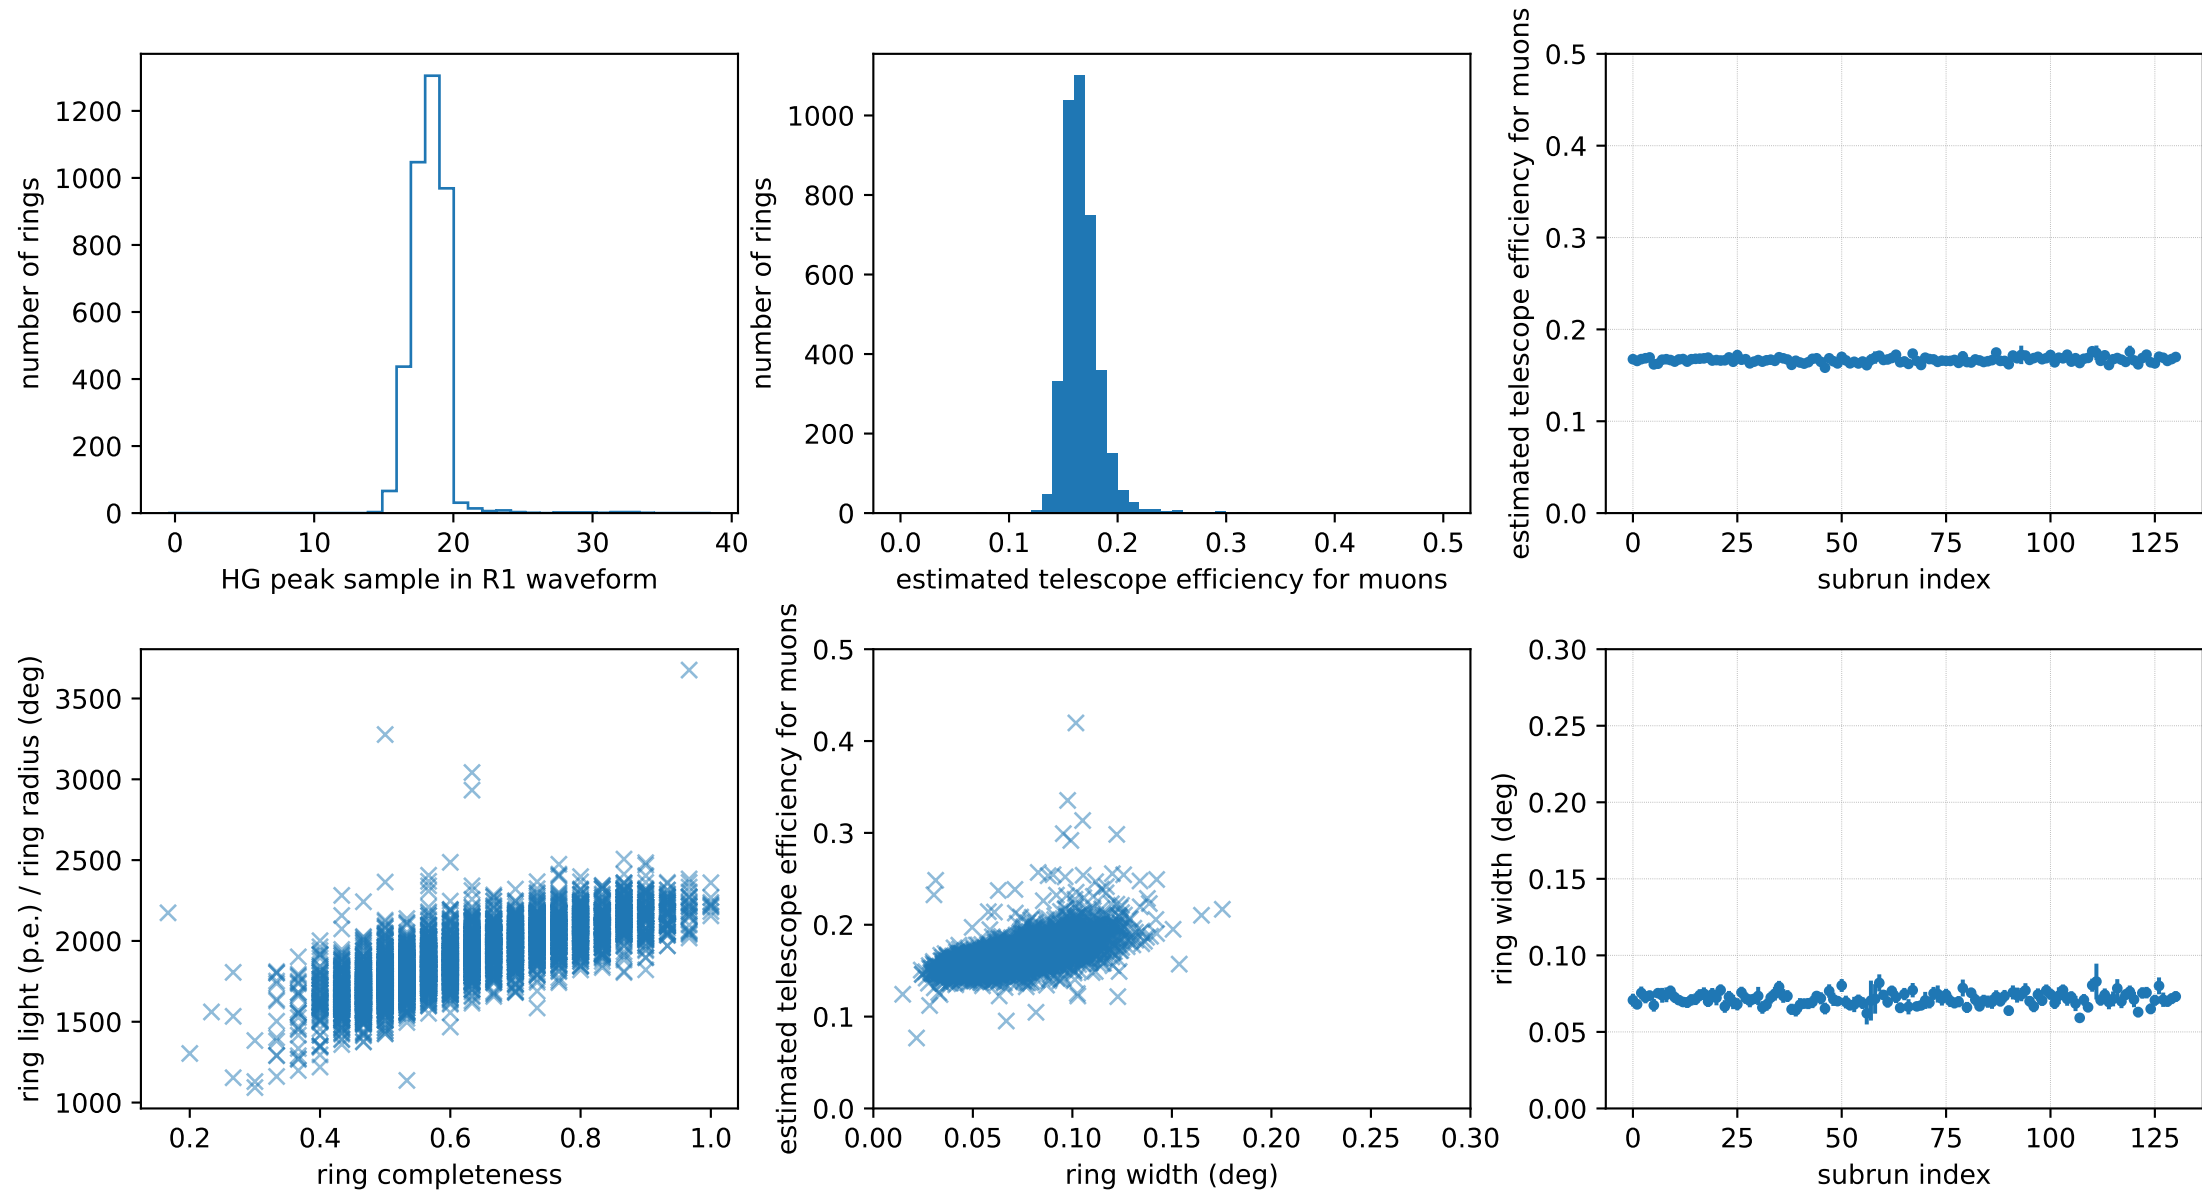 number of rings
1200
1000
800
600
400
200
0
0 10 20 30 40
HG peak sample in R1 waveform
number of rings
1000
800
600
400
200
0
0.0 0.1 0.2 0.3 0.4 0.5
estimated telescope efficiency for muons
estimated telescope efficiency for muons
0.5
0.4
0.3
0.2
0.1
0.0
0 25 50 75 100 125
subrun index
ring light (p.e.) / ring radius (deg)
3500
3000
2500
2000
1500
1000
0.2 0.4 0.6 0.8 1.0
ring completeness
estimated telescope efficiency for muons
0.5
0.4
0.3
0.2
0.1
0.0
0.00 0.05 0.10 0.15 0.20 0.25 0.30
ring width (deg)
ring width (deg)
0.30
0.25
0.20
0.15
0.10
0.05
0.00
0 25 50 75 100 125
subrun index